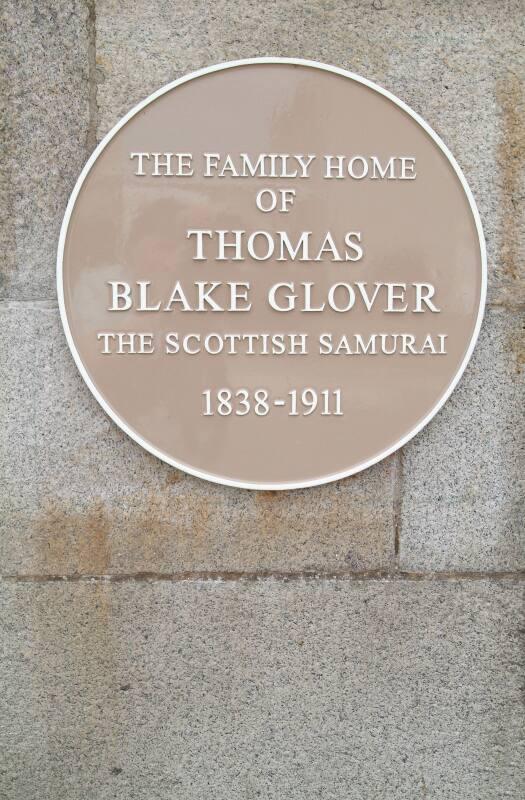 THE FAMILY HOME
OF
THOMAS
BLAKE GLOVER
THE SCOTTISH SAMURAI
1838-1911